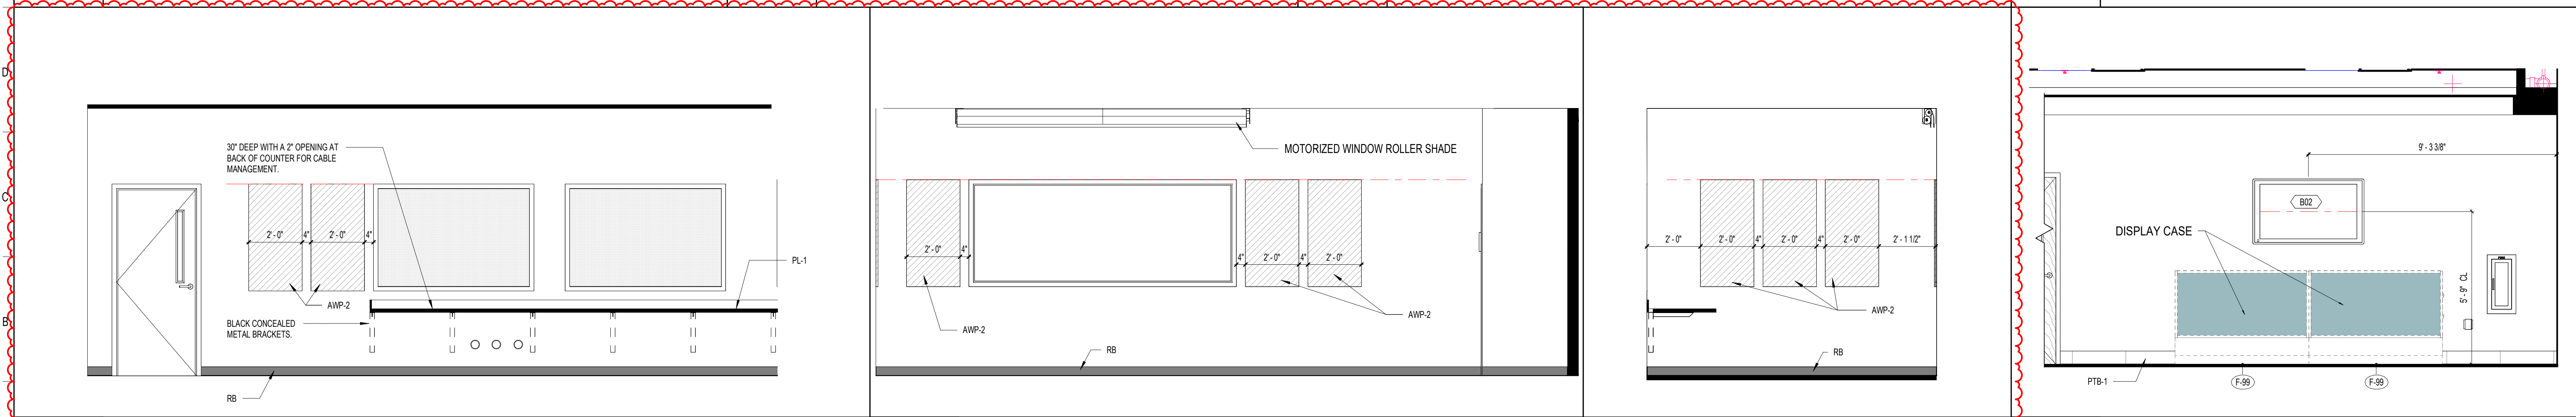 D
C
B
30" DEEP WITH A 2" OPENING AT
BACK OF COUNTER FOR CABLE
MANAGEMENT.
2' - 0"
4"
2' - 0"
4"
AWP-2
PL-1
BLACK CONCEALED
METAL BRACKETS.
RB
MOTORIZED WINDOW ROLLER SHADE
2' - 0"
4"
4"
2' - 0"
4"
2' - 0"
AWP-2
AWP-2
RB
2' - 0"
2' - 0"
4"
2' - 0"
4"
2' - 0"
2' - 1 1/2"
AWP-2
RB
9' - 3 3/8"
B02
DISPLAY CASE
5' - 9" CL
PTB-1
F-99
F-99